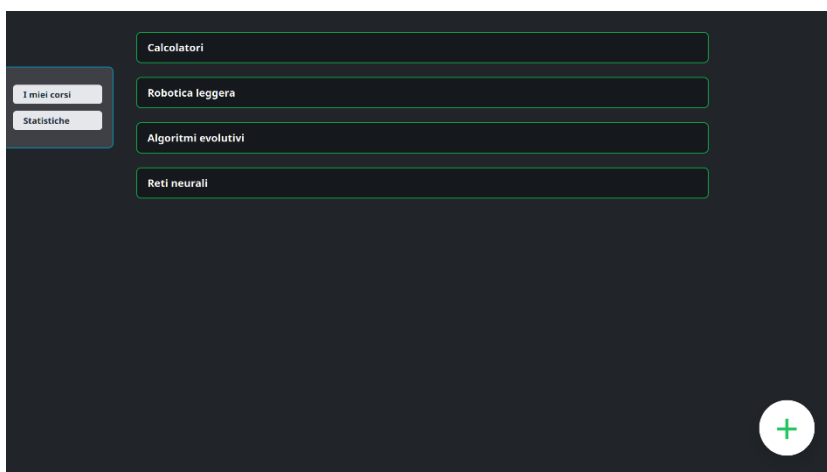 Calcolatori
I miei corsi
Robotica leggera
Statistiche
Algoritmi evolutivi
Reti neurali